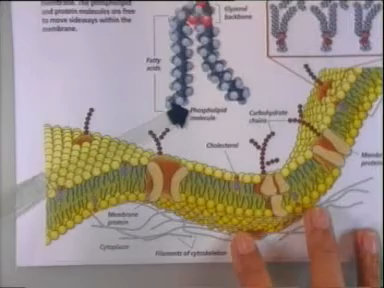 membrane. The phospholipid
and protein molecules are free
to move sideways within the
membrane.
Glycerol
backbone
Fatty
acids
Phospholipid
molecule
Carbohydrate
chains
Cholesterol
Membrane
protein
Cytoplasm
Filaments of cytoskeleton